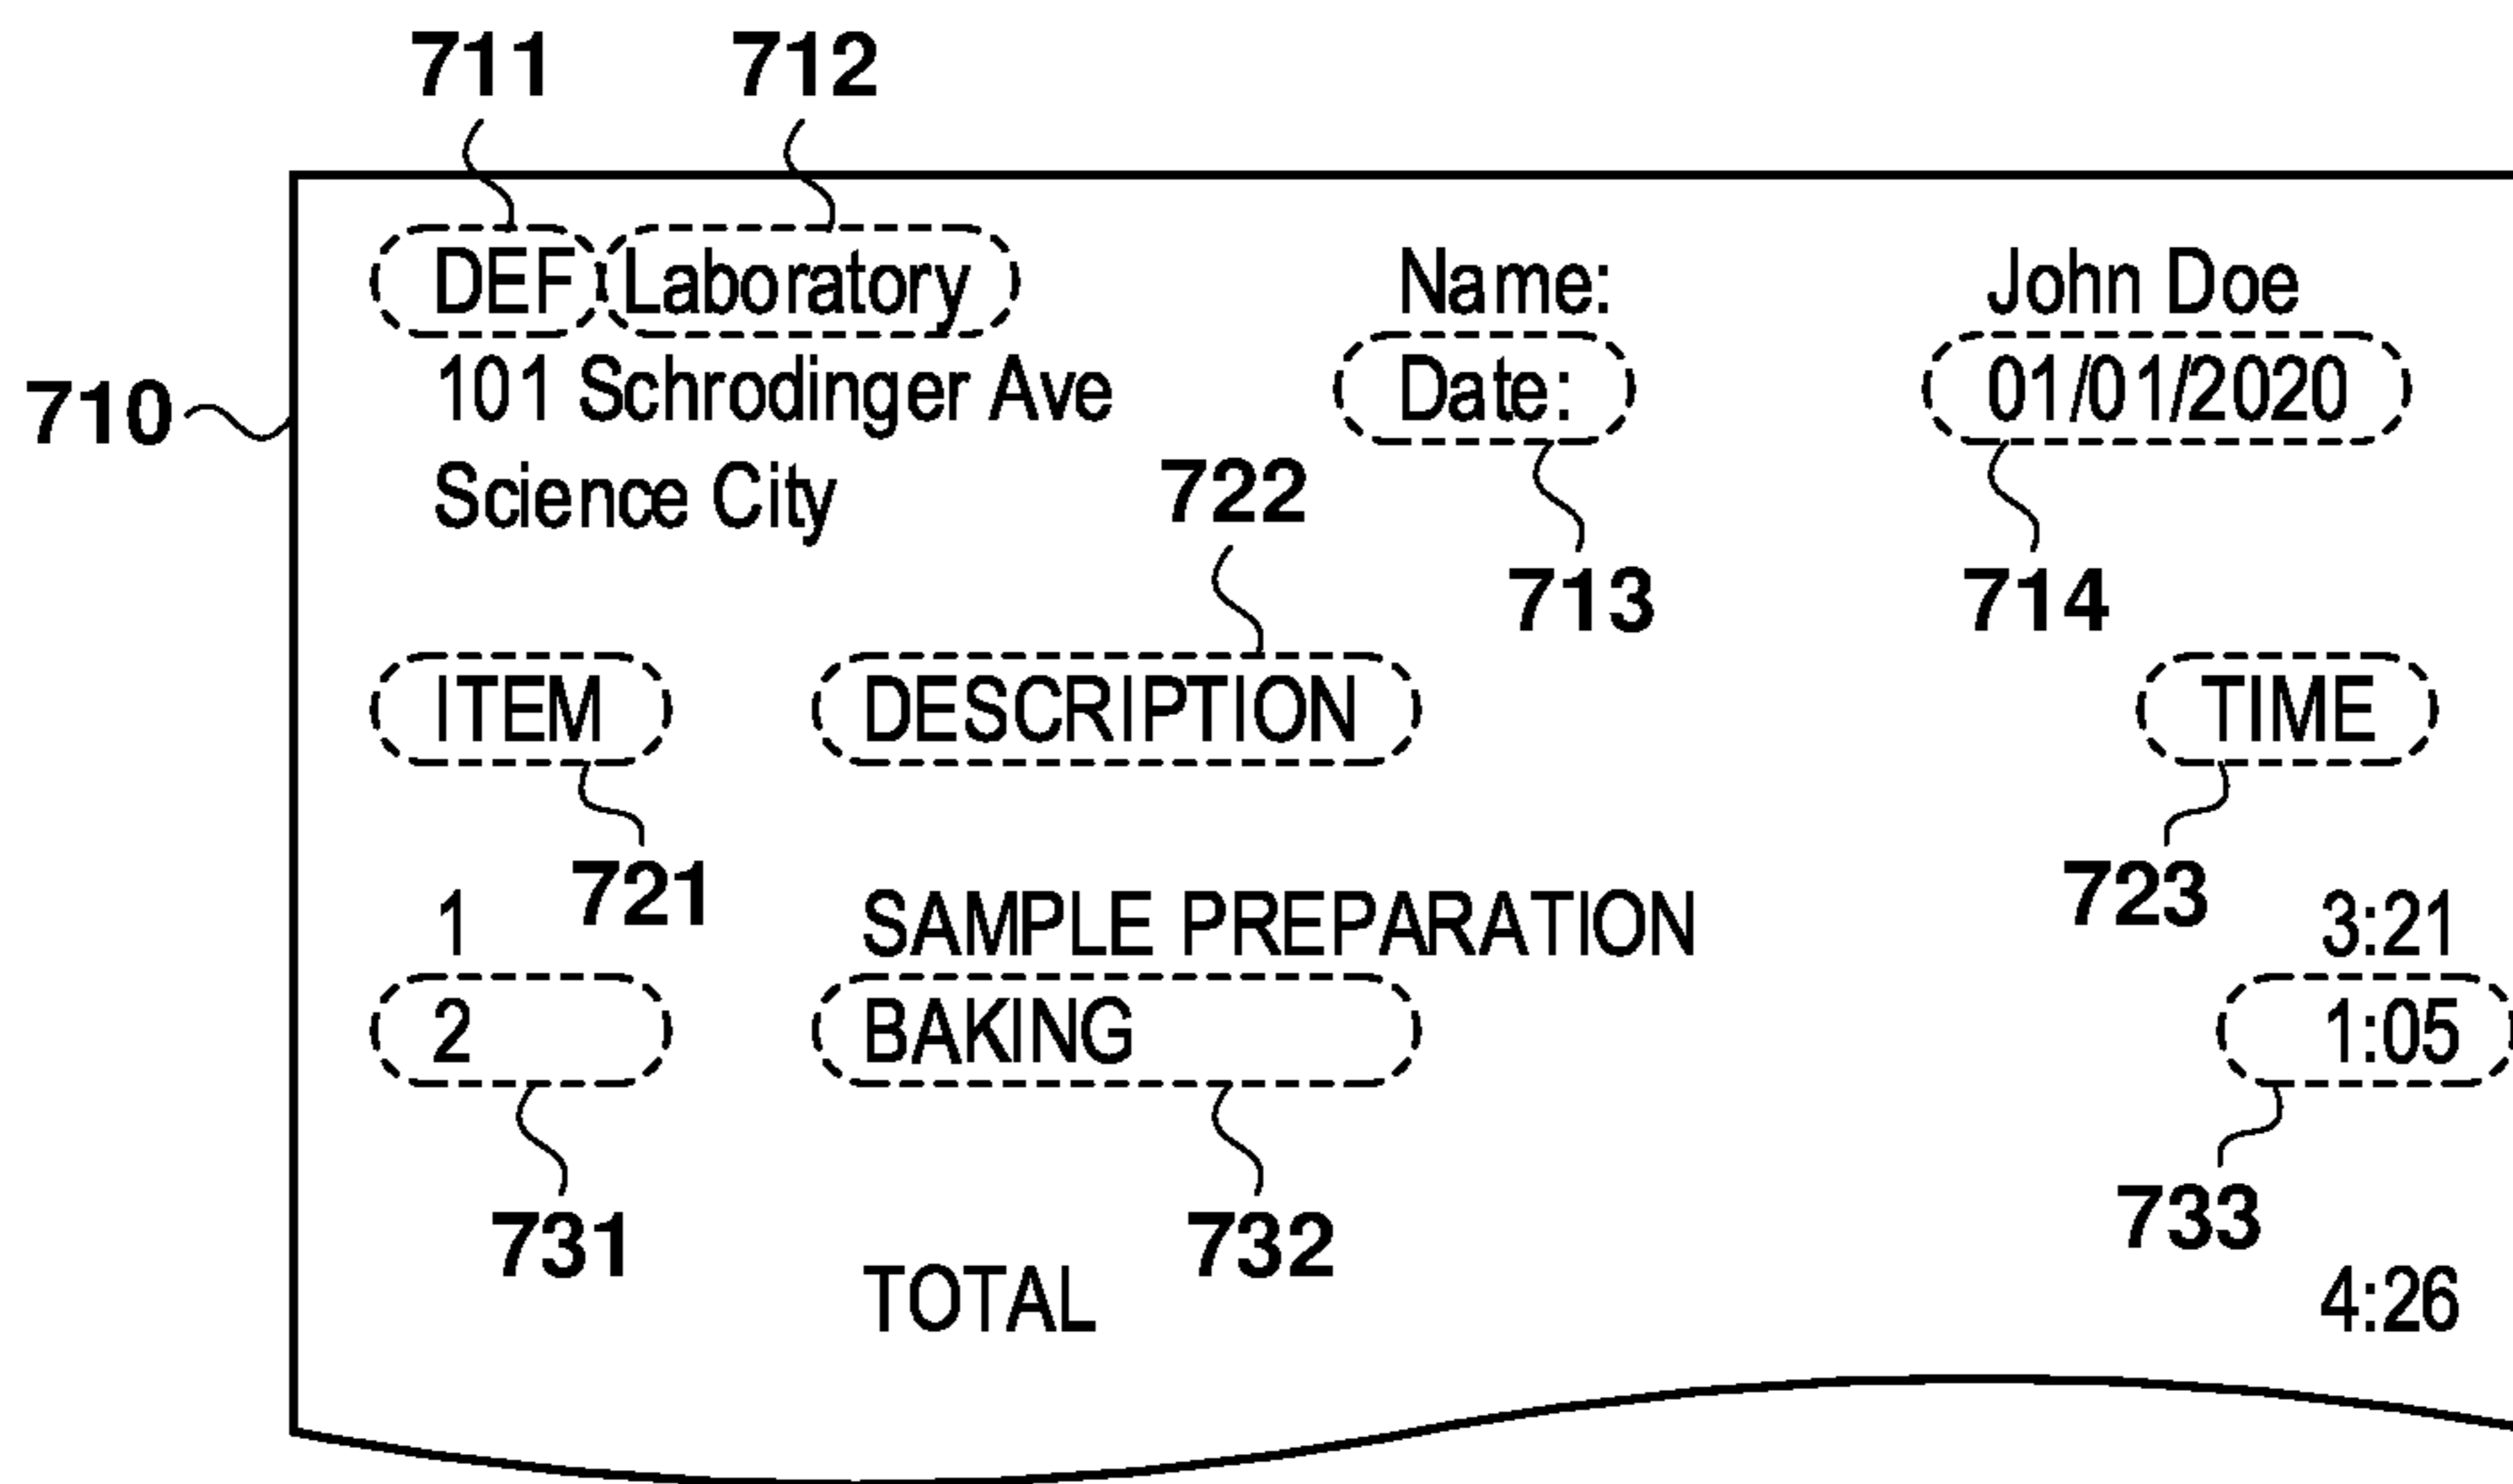 711 712
DEF Laboratory Name: John Doe
710 101 Schrodinger Ave Date: 01/01/2020
Science City 722
713 714
ITEM DESCRIPTION TIME
721 723
1 SAMPLE PREPARATION 3:21
2 BAKING 1:05
731 732 733
TOTAL 4:26